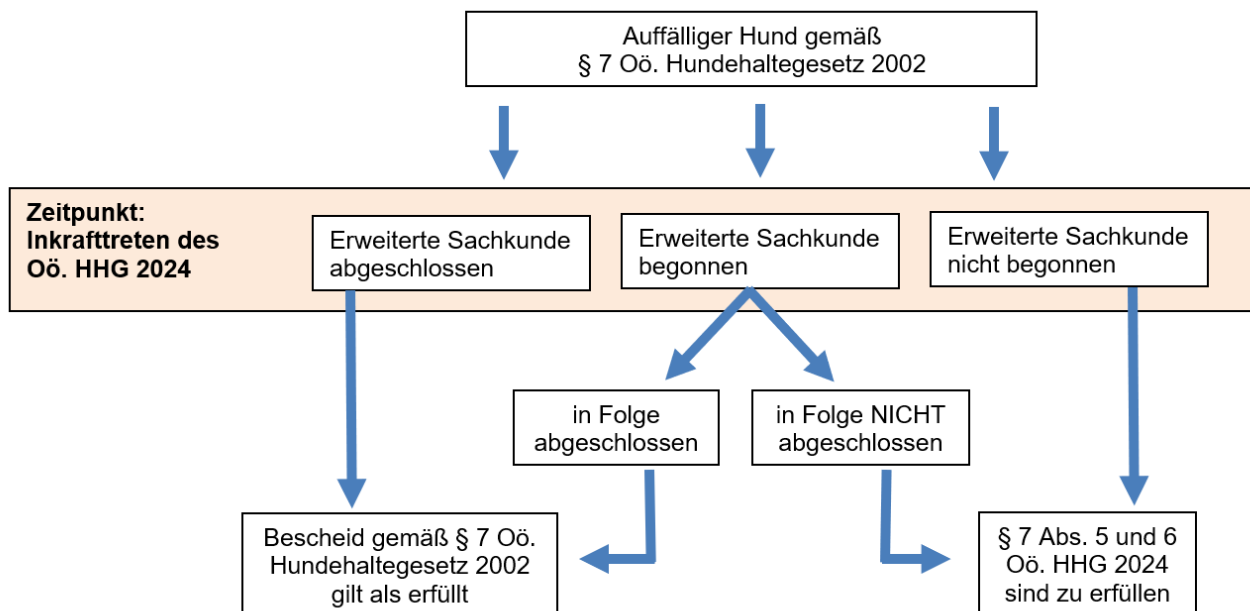 Auffälliger Hund gemäß
§ 7 Oö. Hundehaltegesetz 2002
Zeitpunkt:
Inkrafttreten des
Oö. HHG 2024
Erweiterte Sachkunde
abgeschlossen
Erweiterte Sachkunde
begonnen
Erweiterte Sachkunde
nicht begonnen
in Folge
abgeschlossen
in Folge NICHT
abgeschlossen
Bescheid gemäß § 7 Oö.
Hundehaltegesetz 2002
gilt als erfüllt
§ 7 Abs. 5 und 6
Oö. HHG 2024
sind zu erfüllen